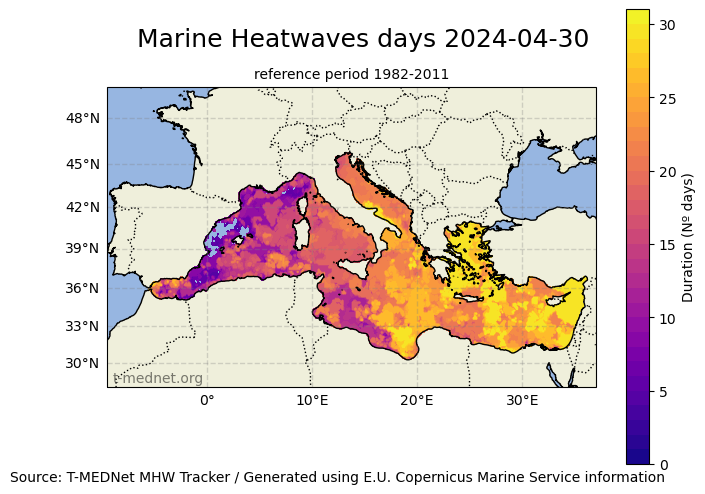 Marine Heatwaves days 2024-04-30
reference period 1982-2011
48°N
45°N
42°N
39°N
36°N
33°N
30°N
t-mednet.org
0°
10°E
20°E
30°E
30
25
20
15
10
5
0
Duration (Nº days)
Source: T-MEDNet MHW Tracker / Generated using E.U. Copernicus Marine Service information